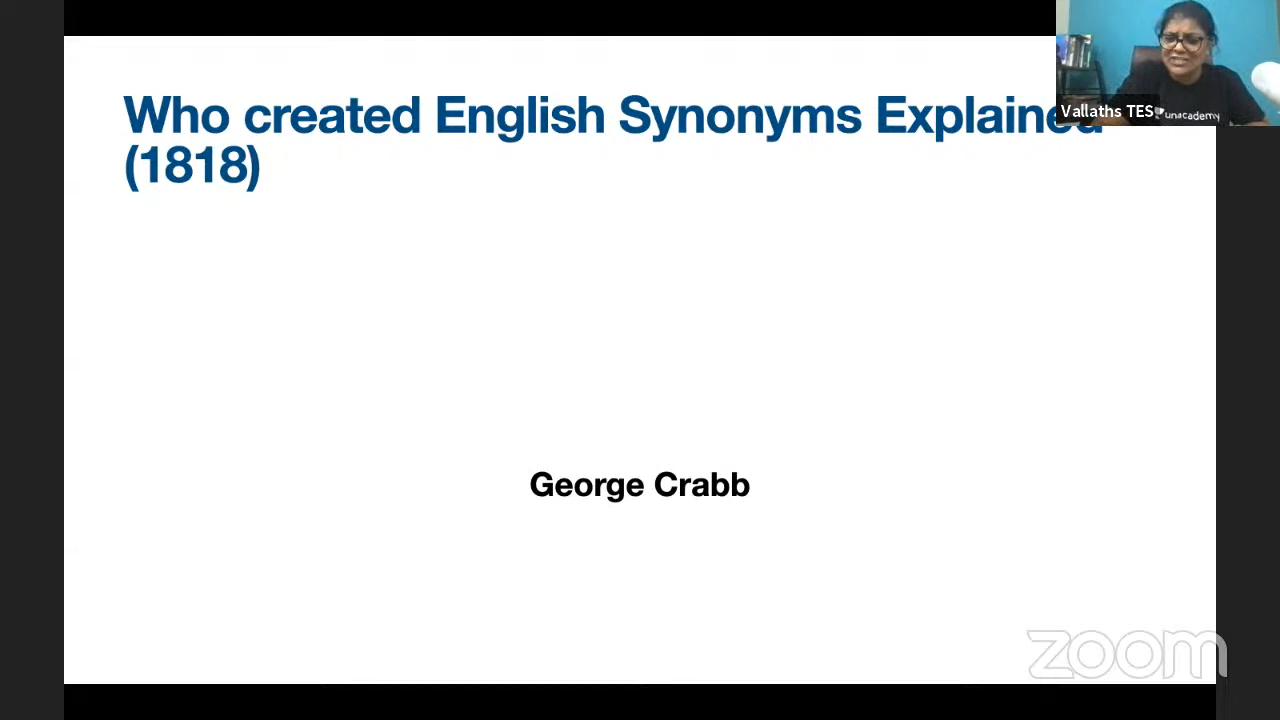 Who created English Synonyms Explained
(1818)
Vallaths TES
unacademy
George Crabb
zoom